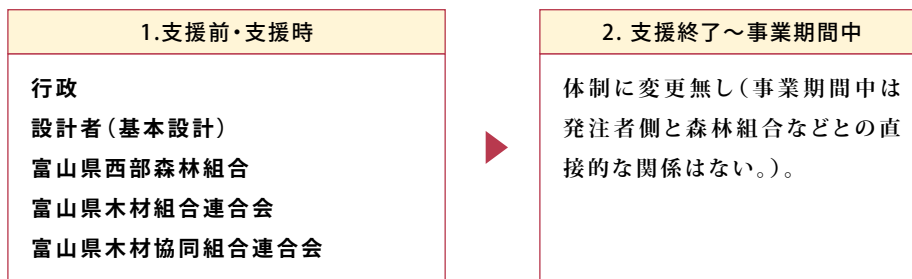 1.支援前・支援時
行政
設計者(基本設計)
富山県西部森林組合
富山県木材組合連合会
富山県木材協同組合連合会
2. 支援終了〜事業期間中
体制に変更無し(事業期間中は
発注者側と森林組合などとの直
接的な関係はない。)。